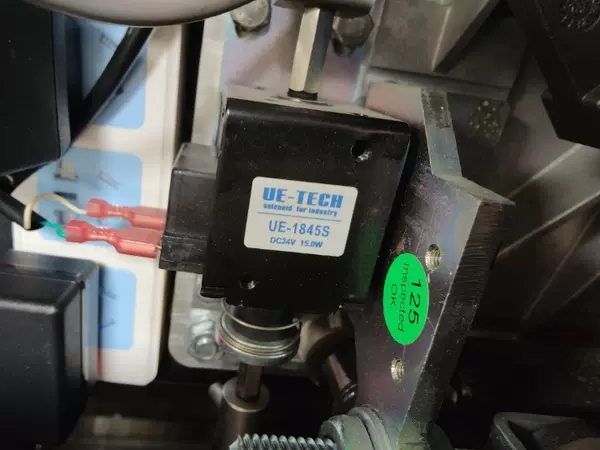 UE-TECH
solenoid for industry
UE-1845S
DC24V 15.0W
125
Inspected
OK